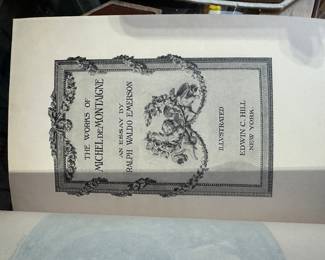 THE WORKS OF
MICHEL DE MONTAIGNE
AN ESSAY BY
RALPH WALDO EMERSON
ILLUSTRATED
EDWIN C. HILL
NEW YORK